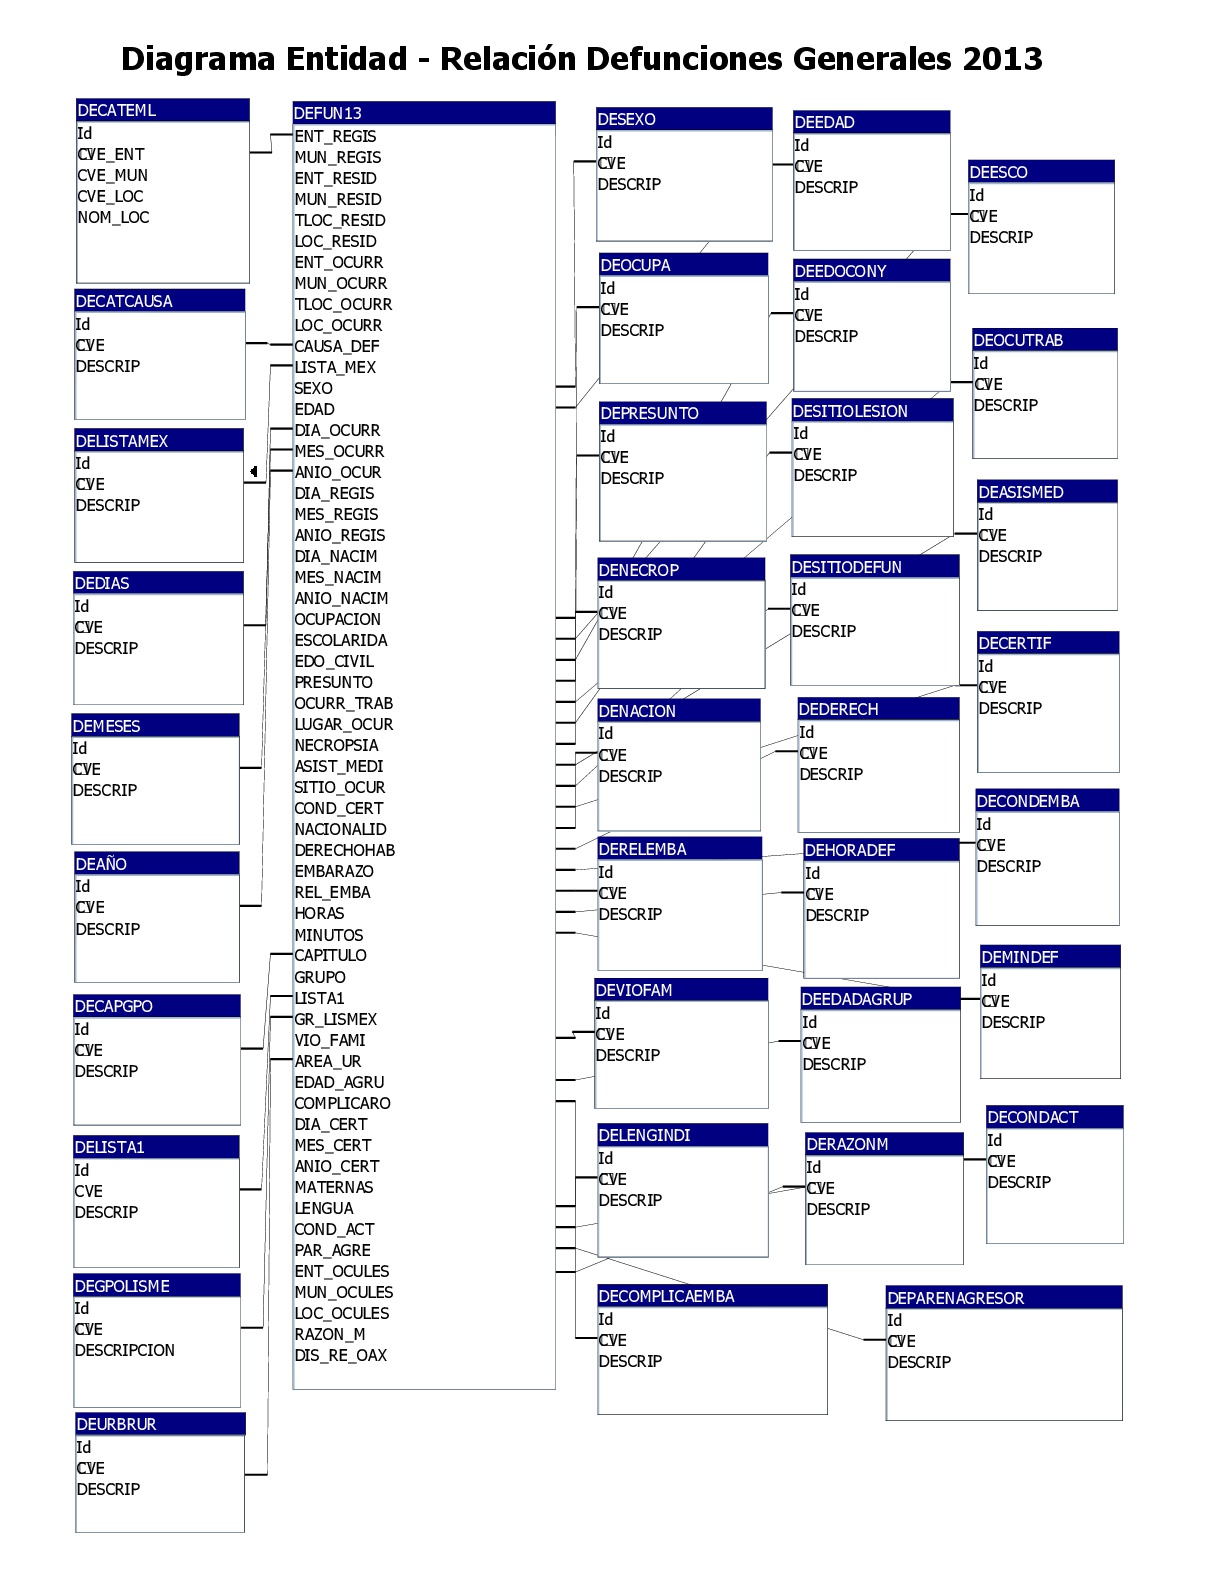 Diagrama Entidad - Relación Defunciones Generales 2013
DECATEML
Id
CVE_ENT
CVE_MUN
CVE_LOC
NOM_LOC
DECATCAUSA
Id
CVE
DESCRIP
DELISTAMEX
Id
CVE
DESCRIP
DEDIAS
Id
CVE
DESCRIP
DEMESES
Id
CVE
DESCRIP
DEAÑO
Id
CVE
DESCRIP
DECAPGPO
Id
CVE
DESCRIP
DELISTA1
Id
CVE
DESCRIP
DEGPOLISME
Id
CVE
DESCRIPCION
DEURBRUR
Id
CVE
DESCRIP
DEFUN13
ENT_REGIS
MUN_REGIS
ENT_RESID
MUN_RESID
TLOC_RESID
LOC_RESID
ENT_OCURR
MUN_OCURR
TLOC_OCURR
LOC_OCURR
CAUSA_DEF
LISTA_MEX
SEXO
EDAD
DIA_OCURR
MES_OCURR
ANIO_OCUR
DIA_REGIS
MES_REGIS
ANIO_REGIS
DIA_NACIM
MES_NACIM
ANIO_NACIM
OCUPACION
ESCOLARIDA
EDO_CIVIL
PRESUNTO
OCURR_TRAB
LUGAR_OCUR
NECROPSIA
ASIST_MEDI
SITIO_OCUR
COND_CERT
NACIONALID
DERECHOHAB
EMBARAZO
REL_EMBA
HORAS
MINUTOS
CAPITULO
GRUPO
LISTA1
GR_LISMEX
VIO_FAMI
AREA_UR
EDAD_AGRU
COMPLICARO
DIA_CERT
MES_CERT
ANIO_CERT
MATERNAS
LENGUA
COND_ACT
PAR_AGRE
ENT_OCULES
MUN_OCULES
LOC_OCULES
RAZON_M
DIS_RE_OAX
DESEXO
Id
CVE
DESCRIP
DEOCUPA
Id
CVE
DESCRIP
DEPRESUNTO
Id
CVE
DESCRIP
DENECROP
Id
CVE
DESCRIP
DENACION
Id
CVE
DESCRIP
DERELEMBA
Id
CVE
DESCRIP
DEVIOFAM
Id
CVE
DESCRIP
DELENGINDI
Id
CVE
DESCRIP
DECOMPLICAEMBA
Id
CVE
DESCRIP
DEEDAD
Id
CVE
DESCRIP
DEEDOCONY
Id
CVE
DESCRIP
DESITIOLESION
Id
CVE
DESCRIP
DESITIODEFUN
Id
CVE
DESCRIP
DEDERECH
Id
CVE
DESCRIP
DEHORADEF
Id
CVE
DESCRIP
DEEDADAGRUP
Id
CVE
DESCRIP
DERAZONM
Id
CVE
DESCRIP
DEPARENAGRESOR
Id
CVE
DESCRIP
DEESCO
Id
CVE
DESCRIP
DEOCUTRAB
Id
CVE
DESCRIP
DEASISMED
Id
CVE
DESCRIP
DECERTIF
Id
CVE
DESCRIP
DECONDEMBA
Id
CVE
DESCRIP
DEMINDEF
Id
CVE
DESCRIP
DECONDACT
Id
CVE
DESCRIP